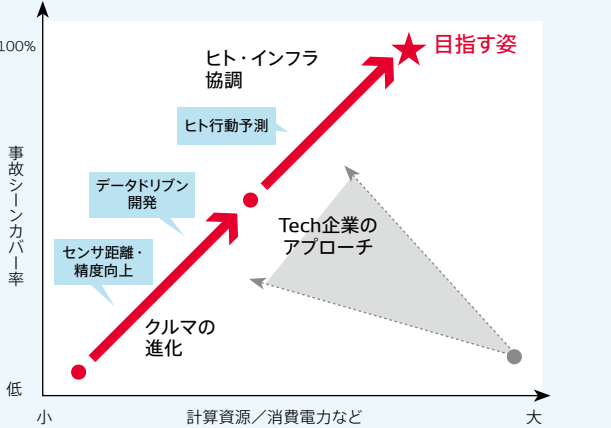 100%
目指す姿
ヒト・インフラ
協調
ヒト行動予測
データドリブン
開発
センサ距離・
精度向上
Tech企業の
アプローチ
クルマの
進化
事故シーンカバー率
低
小
計算資源／消費電力など
大